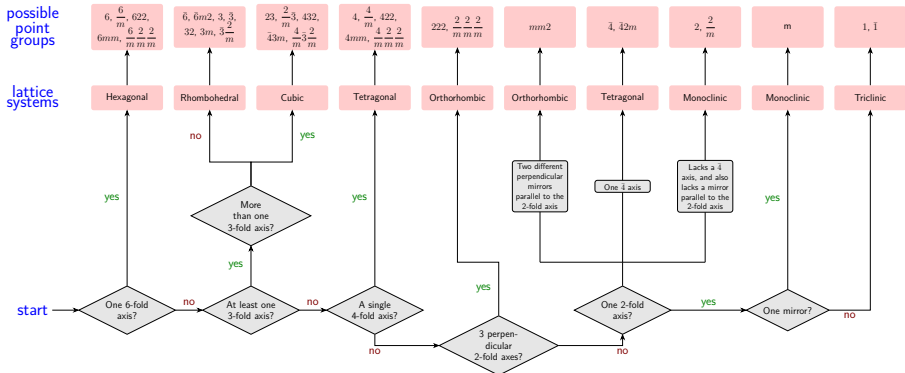 possible
point
groups
6, 6/m, 622,
6mm, 6/m 2/m 2/m
6̄, 6̄m2, 3, 3̄,
32, 3m, 3̄ 2/m
23, 2/m 3̄, 432,
4̄3m, 4/m 3̄ 2/m
4, 4/m, 422,
4mm, 4/m 2/m 2/m
222, 2/m 2/m 2/m
mm2
4̄, 4̄2m
2, 2/m
m
1, 1̄
lattice
systems
Hexagonal
Rhombohedral
Cubic
Tetragonal
Orthorhombic
Orthorhombic
Tetragonal
Monoclinic
Monoclinic
Triclinic
no
yes
Two different
perpendicular
mirrors
parallel to the
2-fold axis
One 4̄ axis
Lacks a 4̄
axis, and also
lacks a mirror
parallel to the
2-fold axis
yes
yes
More
than one
3-fold axis?
yes
yes
yes
start
One 6-fold
axis?
no
At least one
3-fold axis?
no
A single
4-fold axis?
no
3 perpen-
dicular
2-fold axes?
no
One 2-fold
axis?
yes
One mirror?
no